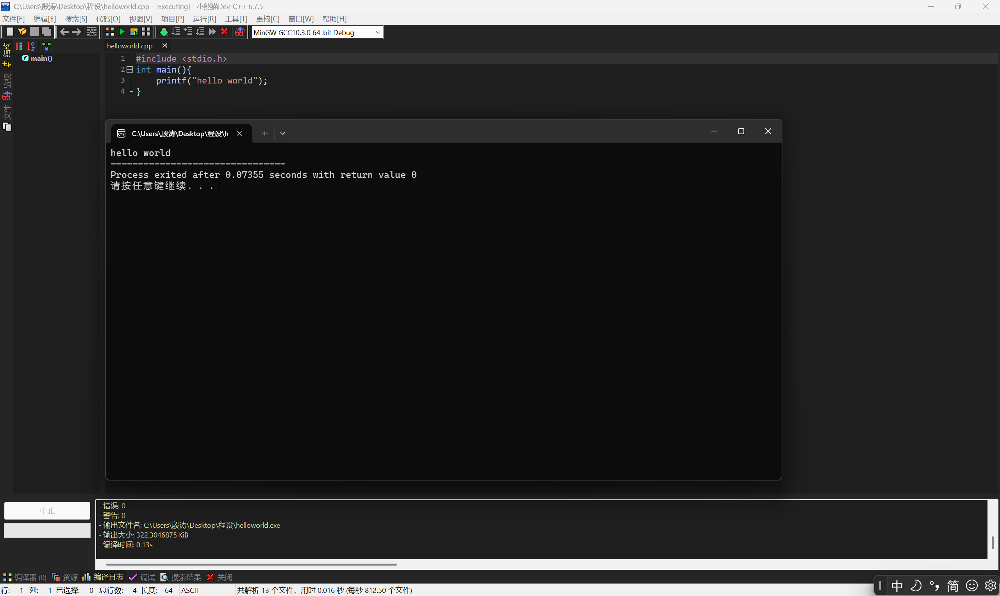 C:\Users\殷涛\Desktop\程设\helloworld.cpp - [Executing] - 小熊猫Dev-C++ 6.7.5
文件[F] 编辑[E] 搜索[S] 代码[O] 视图[V] 项目[P] 运行[R] 工具[T] 重构[C] 窗口[W] 帮助[H]
MinGW GCC10.3.0 64-bit Debug
结构
监视
文件
main()
helloworld.cpp
1 #include <stdio.h>
2 int main(){
3 printf("hello world");
4 }
C:\Users\殷涛\Desktop\程设\h
hello world
--------------------------------
Process exited after 0.07355 seconds with return value 0
请按任意键继续. . .
中止
- 错误: 0
- 警告: 0
- 输出文件名: C:\Users\殷涛\Desktop\程设\helloworld.exe
- 输出大小: 322.3046875 KiB
- 编译时间: 0.13s
编译器 (0) 资源 编译日志 调试 搜索结果 关闭
行: 1 列: 1 已选择: 0 总行数: 4 长度: 64 ASCII 共解析 13 个文件，用时 0.016 秒 (每秒 812.50 个文件)
中 简